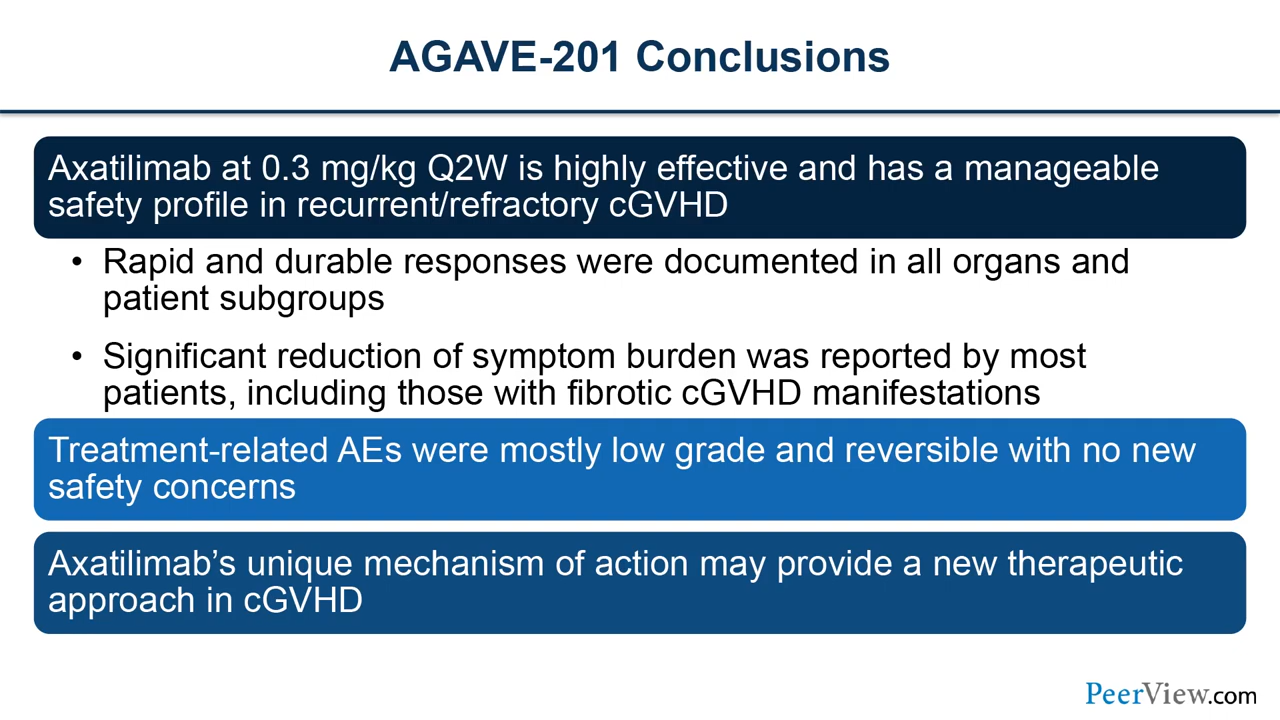 AGAVE-201 Conclusions
Axatilimab at 0.3 mg/kg Q2W is highly effective and has a manageable
safety profile in recurrent/refractory cGVHD
• Rapid and durable responses were documented in all organs and
patient subgroups
• Significant reduction of symptom burden was reported by most
patients, including those with fibrotic cGVHD manifestations
Treatment-related AEs were mostly low grade and reversible with no new
safety concerns
Axatilimab’s unique mechanism of action may provide a new therapeutic
approach in cGVHD
PeerView.com